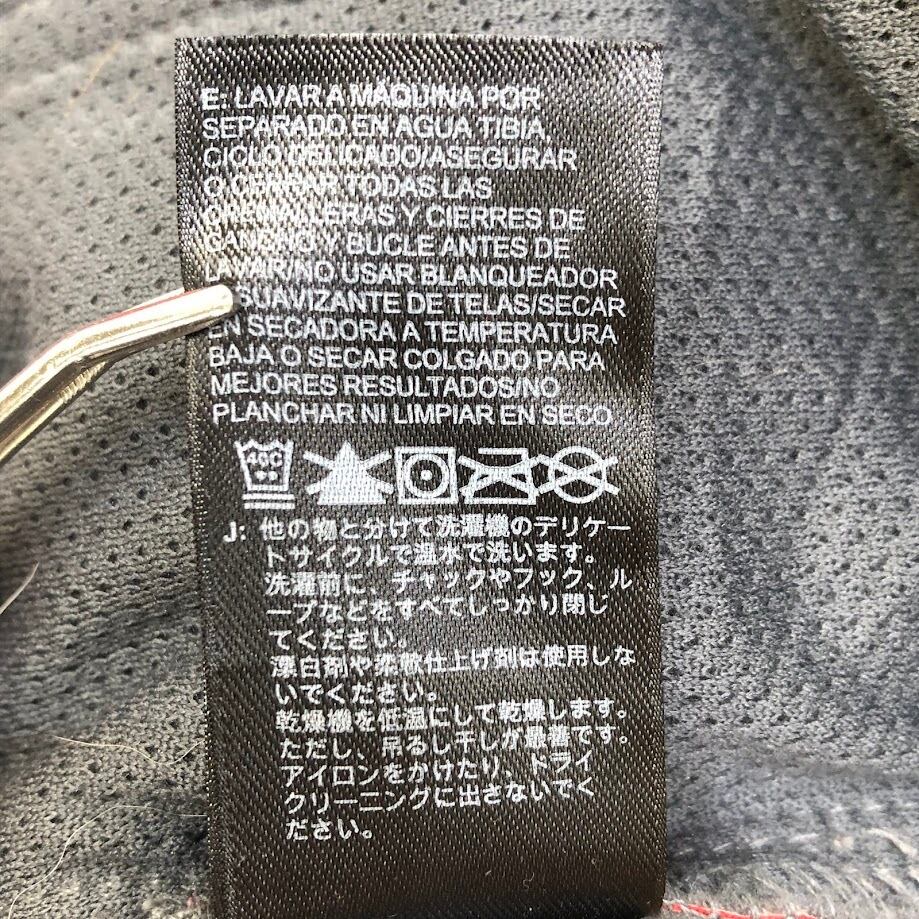 E: LAVAR A MÁQUINA POR
SEPARADO EN AGUA TIBIA
CICLO DELICADO/ASEGURAR
O CERRAR TODAS LAS
CREMALLERAS Y CIERRES DE
GANCHO Y BUCLE ANTES DE
LAVAR/NO USAR BLANQUEADOR
SUAVIZANTE DE TELAS/SECAR
EN SECADORA A TEMPERATURA
BAJA O SECAR COLGADO PARA
MEJORES RESULTADOS/NO
PLANCHAR NI LIMPIAR EN SECO
40C
J: 他の物と分けて洗濯機のデリケー
トサイクルで温水で洗います。
洗濯前に、チャックやフック、ル
ープなどをすべてしっかり閉じ
てください。
漂白剤や柔軟仕上げ剤は使用しな
いでください。
乾燥機を低温にして乾燥します。
ただし、吊るし干しが最善です。
アイロンをかけたり、ドライ
クリーニングに出さないでく
ださい。